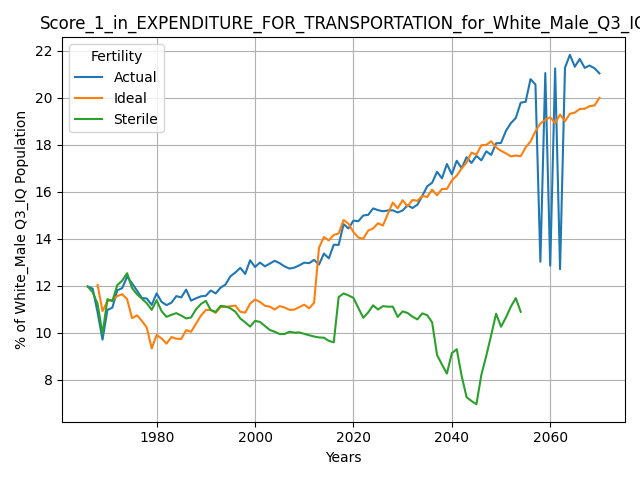 Score_1_in_EXPENDITURE_FOR_TRANSPORTATION_for_White_Male_Q3_IQ
Fertility
Actual
Ideal
Sterile
% of White_Male Q3_IQ Population
22
20
18
16
14
12
10
8
1980 2000 2020 2040 2060
Years